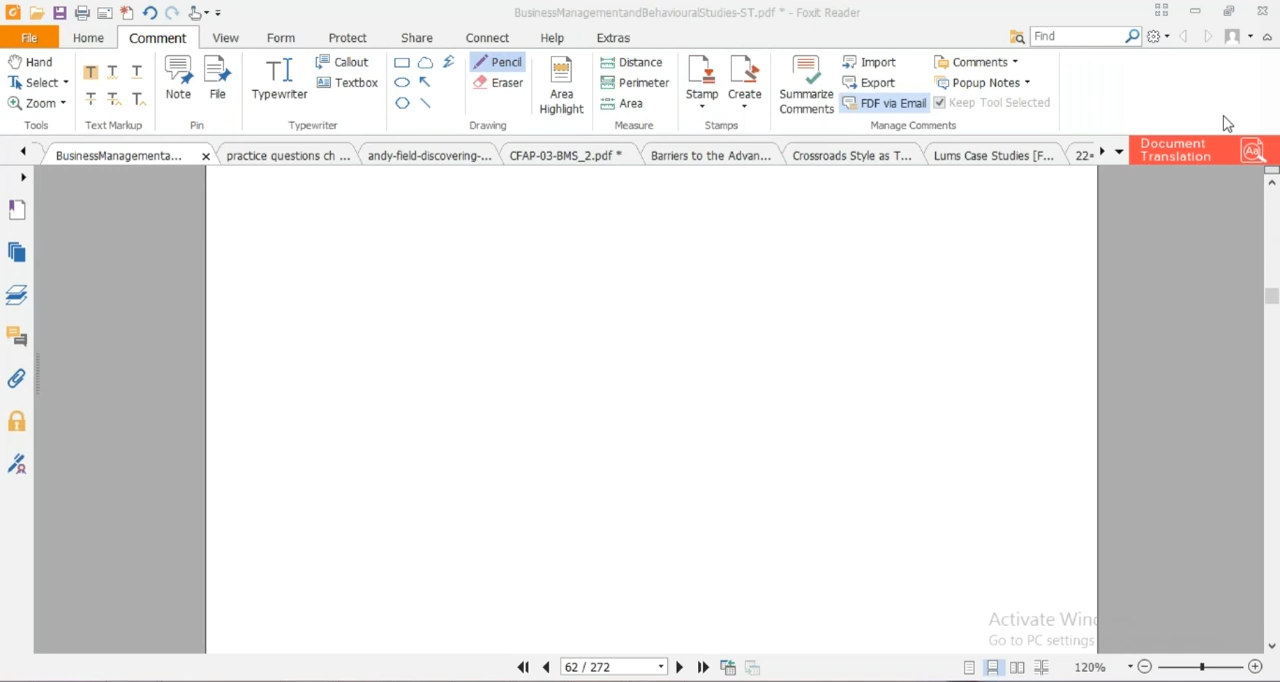 BusinessManagementandBehaviouralStudies-ST.pdf * - Foxit Reader
File Home Comment View Form Protect Share Connect Help Extras
Find
Hand
Select
Zoom
Tools
Text Markup
Note
File
Pin
Typewriter
Callout
Textbox
Typewriter
Pencil
Eraser
Drawing
Area
Highlight
Distance
Perimeter
Area
Measure
Stamp
Create
Stamps
Summarize
Comments
Import
Export
FDF via Email
Comments
Popup Notes
Keep Tool Selected
Manage Comments
BusinessManagementa... practice questions ch ... andy-field-discovering-... CFAP-03-BMS_2.pdf * Barriers to the Advan... Crossroads Style as T... Lums Case Studies [F... 22=
Document
Translation
Activate Win
Go to PC settings
62 / 272
120%